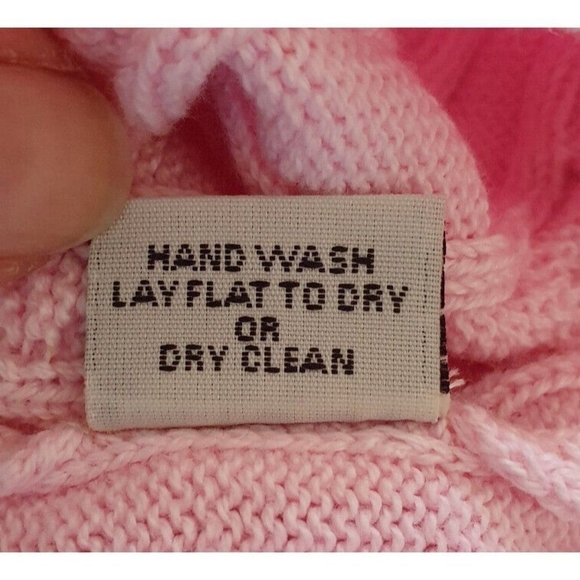 HAND WASH
LAY FLAT TO DRY
OR
DRY CLEAN